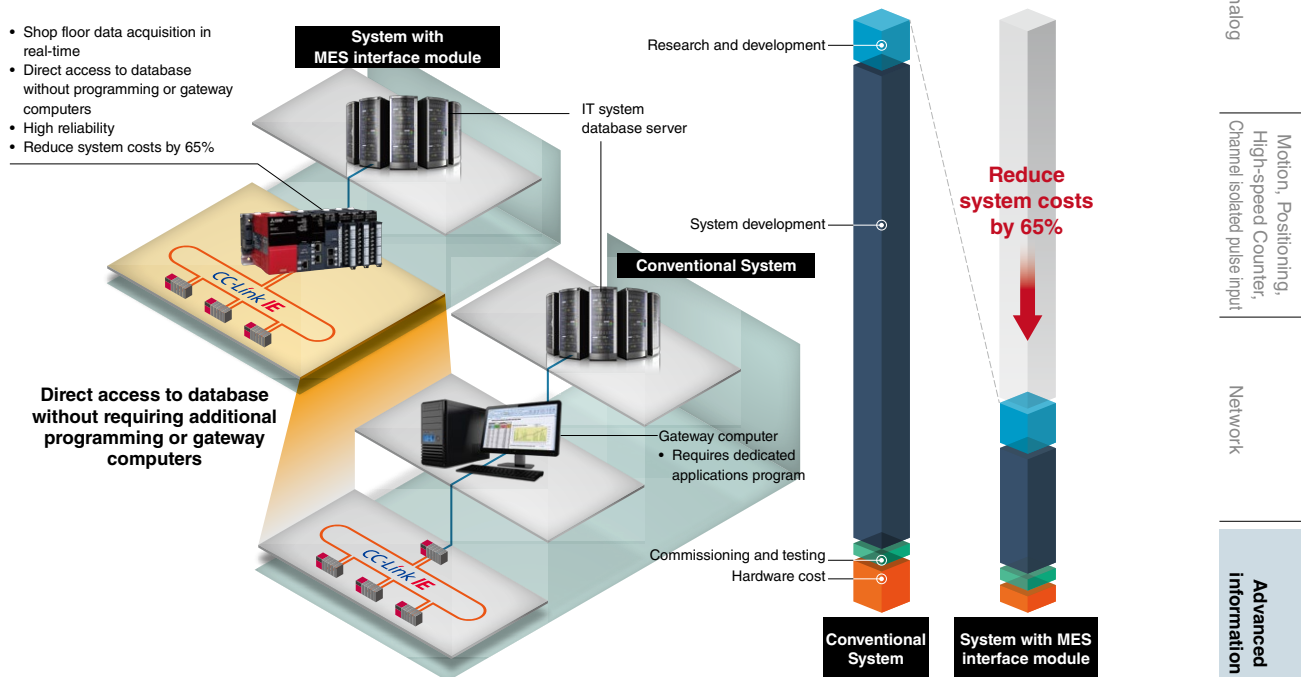 • Shop floor data acquisition in
real-time
• Direct access to database
without programming or gateway
computers
• High reliability
• Reduce system costs by 65%
System with
MES interface module
IT system
database server
CC-Link IE
Direct access to database
without requiring additional
programming or gateway
computers
Conventional System
Gateway computer
• Requires dedicated
applications program
CC-Link IE
Research and development
System development
Commissioning and testing
Hardware cost
Reduce
system costs
by 65%
Conventional
System
System with MES
interface module
Motion, Positioning,
High-speed Counter,
Channel isolated pulse input
Network
Advanced
information